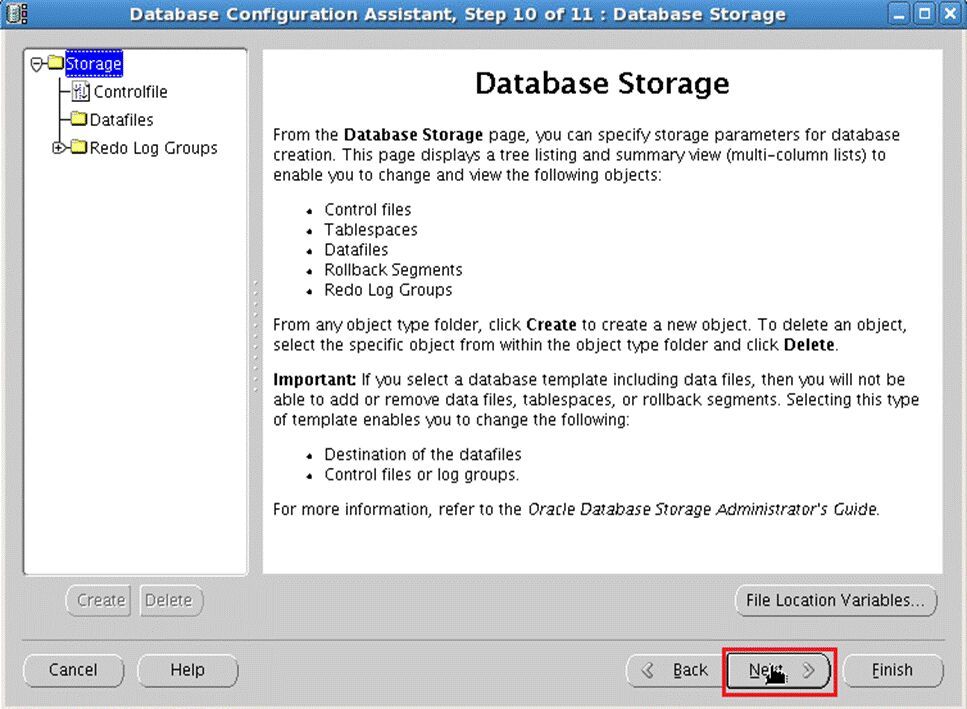 Database Configuration Assistant, Step 10 of 11 : Database Storage
Storage
Controlfile
Datafiles
Redo Log Groups
Database Storage
From the Database Storage page, you can specify storage parameters for database
creation. This page displays a tree listing and summary view (multi-column lists) to
enable you to change and view the following objects:
• Control files
• Tablespaces
• Datafiles
• Rollback Segments
• Redo Log Groups
From any object type folder, click Create to create a new object. To delete an object,
select the specific object from within the object type folder and click Delete.
Important: If you select a database template including data files, then you will not be
able to add or remove data files, tablespaces, or rollback segments. Selecting this type
of template enables you to change the following:
• Destination of the datafiles
• Control files or log groups.
For more information, refer to the Oracle Database Storage Administrator's Guide.
Create Delete
File Location Variables...
Cancel Help Back Next Finish